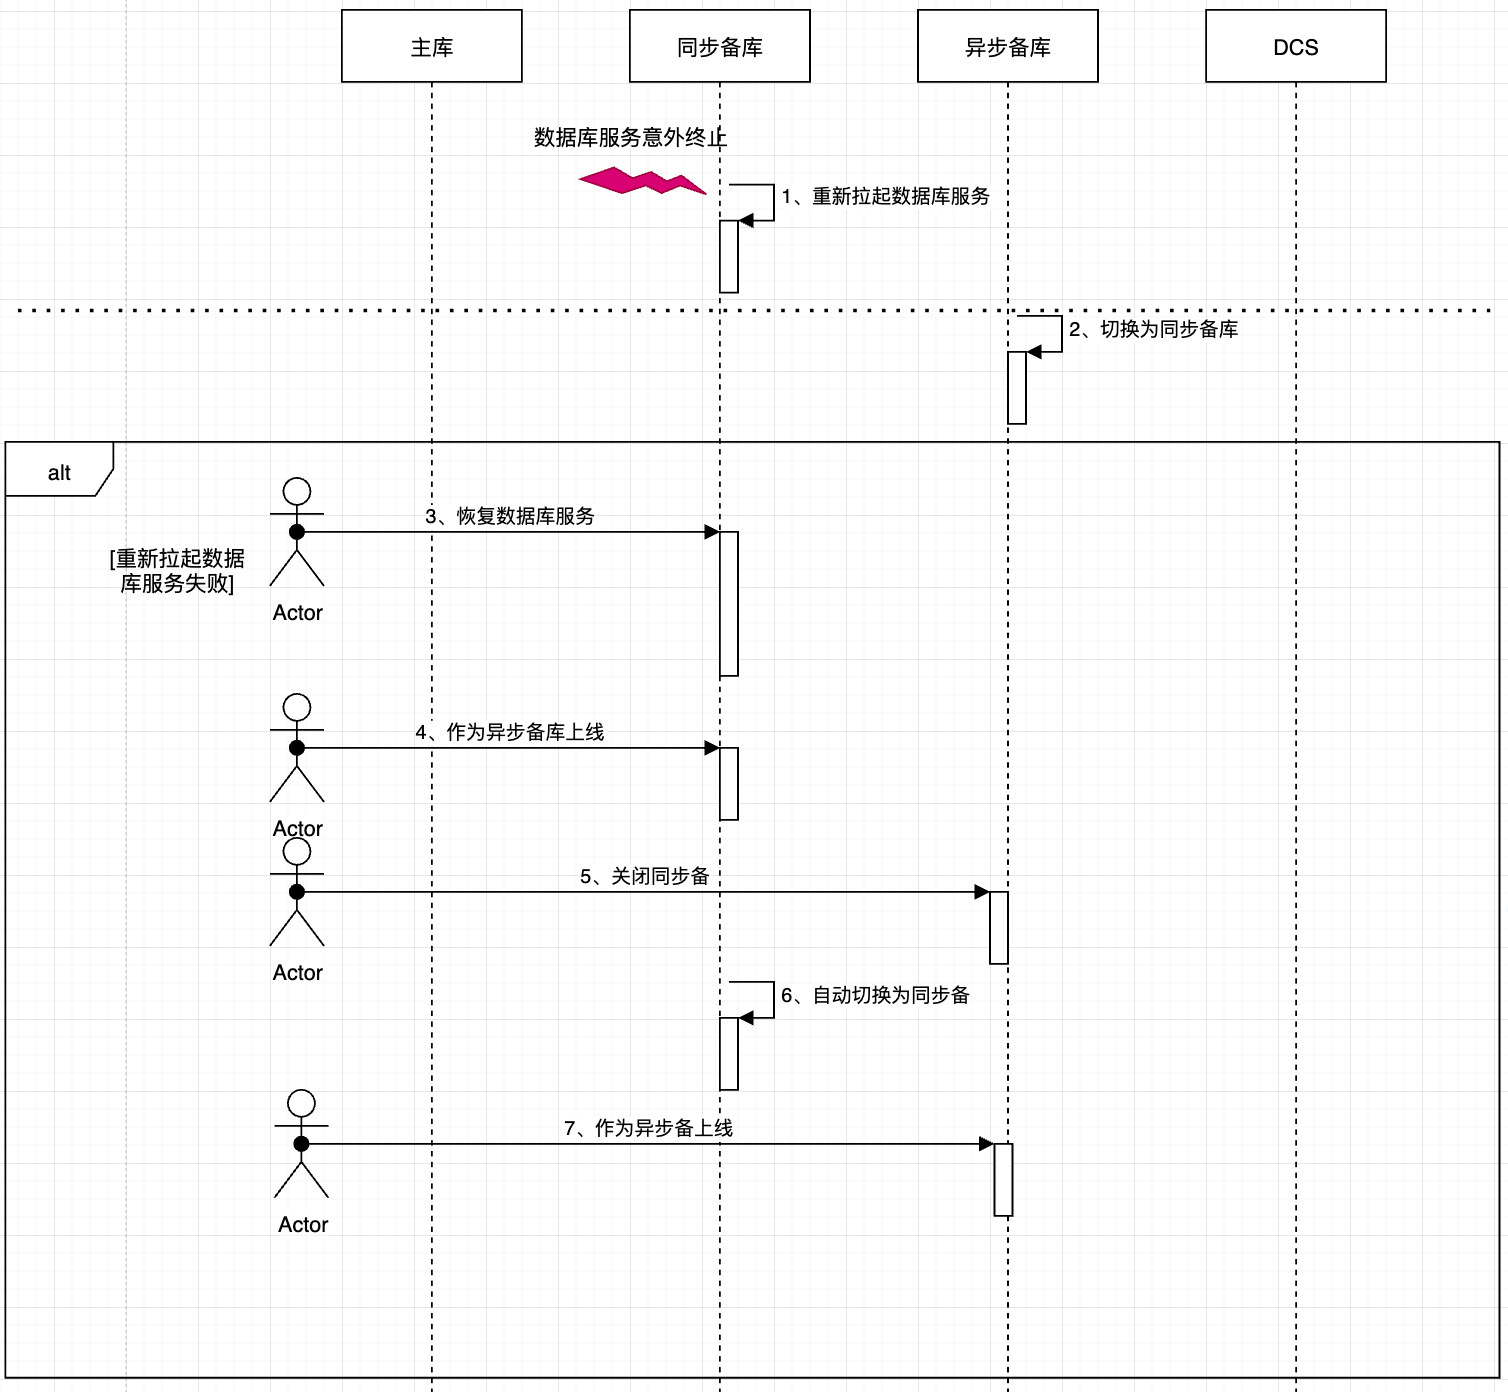 主库
同步备库
异步备库
DCS
数据库服务意外终止
1、重新拉起数据库服务
2、切换为同步备库
alt
3、恢复数据库服务
[重新拉起数据
库服务失败]
Actor
4、作为异步备库上线
Actor
5、关闭同步备
Actor
6、自动切换为同步备
7、作为异步备上线
Actor